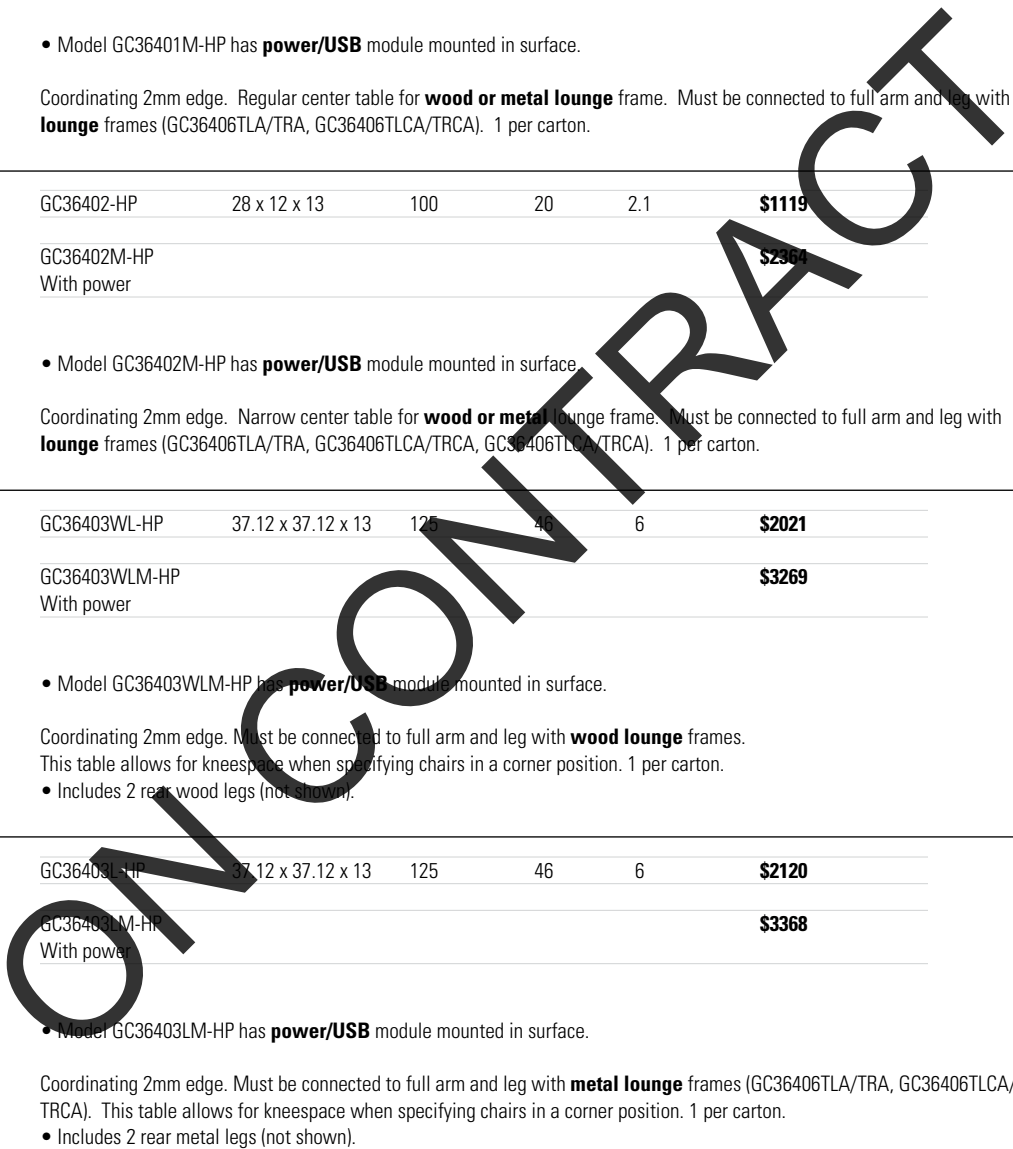 • Model GC36401M-HP has power/USB module mounted in surface.
Coordinating 2mm edge. Regular center table for wood or metal lounge frame. Must be connected to full arm and leg with
lounge frames (GC36406TLA/TRA, GC36406TLCA/TRCA). 1 per carton.
GC36402-HP 28 x 12 x 13 100 20 2.1 $1119
GC36402M-HP $2364
With power
• Model GC36402M-HP has power/USB module mounted in surface.
Coordinating 2mm edge. Narrow center table for wood or metal lounge frame. Must be connected to full arm and leg with
lounge frames (GC36406TLA/TRA, GC36406TLCA/TRCA, GC36406TLCA/TRCA). 1 per carton.
GC36403WL-HP 37.12 x 37.12 x 13 125 46 6 $2021
GC36403WLM-HP $3269
With power
• Model GC36403WLM-HP has power/USB module mounted in surface.
Coordinating 2mm edge. Must be connected to full arm and leg with wood lounge frames.
This table allows for kneespace when specifying chairs in a corner position. 1 per carton.
• Includes 2 rear wood legs (not shown).
GC36403L-HP 37.12 x 37.12 x 13 125 46 6 $2120
GC36403LM-HP $3368
With power
• Model GC36403LM-HP has power/USB module mounted in surface.
Coordinating 2mm edge. Must be connected to full arm and leg with metal lounge frames (GC36406TLA/TRA, GC36406TLCA/
TRCA). This table allows for kneespace when specifying chairs in a corner position. 1 per carton.
• Includes 2 rear metal legs (not shown).
ON CONTRACT